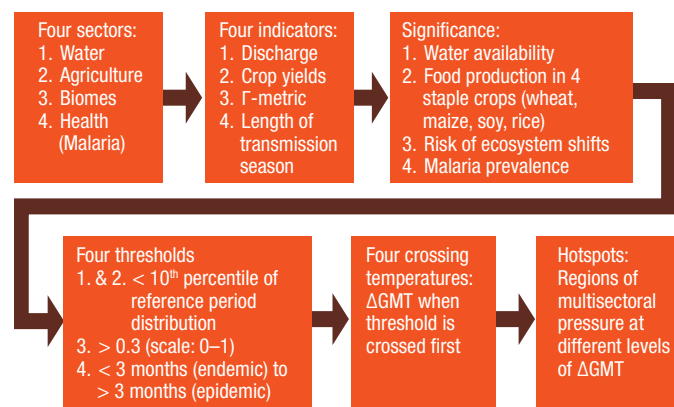 Four sectors:
1. Water
2. Agriculture
3. Biomes
4. Health
(Malaria)
Four indicators:
1. Discharge
2. Crop yields
3. Γ-metric
4. Length of
transmission
season
Significance:
1. Water availability
2. Food production in 4
staple crops (wheat,
maize, soy, rice)
3. Risk of ecosystem shifts
4. Malaria prevalence
Four thresholds
1. & 2. < 10th percentile of
reference period
distribution
3. > 0.3 (scale: 0–1)
4. < 3 months (endemic) to
> 3 months (epidemic)
Four crossing
temperatures:
ΔGMT when
threshold is
crossed first
Hotspots:
Regions of
multisectoral
pressure at
different levels
of ΔGMT